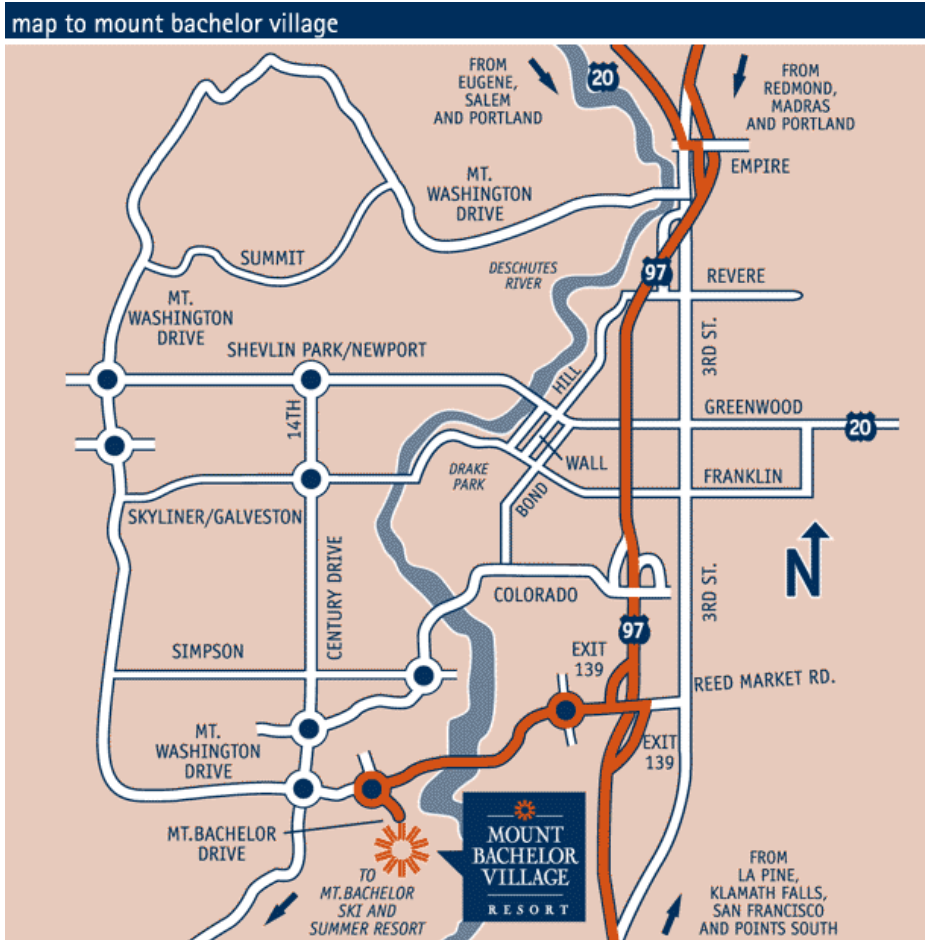 map to mount bachelor village
FROM
EUGENE,
SALEM
AND PORTLAND
20
FROM
REDMOND,
MADRAS
AND PORTLAND
EMPIRE
MT.
WASHINGTON
DRIVE
SUMMIT
DESCHUTES
RIVER
97
REVERE
MT.
WASHINGTON
DRIVE
SHEVLIN PARK/NEWPORT
3RD ST.
HILL
14TH
GREENWOOD
20
WALL
DRAKE
PARK
FRANKLIN
BOND
SKYLINER/GALVESTON
N
CENTURY DRIVE
COLORADO
3RD ST.
97
SIMPSON
EXIT
139
REED MARKET RD.
MT.
WASHINGTON
DRIVE
EXIT
139
MT.BACHELOR
DRIVE
MOUNT
BACHELOR
VILLAGE
RESORT
TO
MT.BACHELOR
SKI AND
SUMMER RESORT
FROM
LA PINE,
KLAMATH FALLS,
SAN FRANCISCO
AND POINTS SOUTH